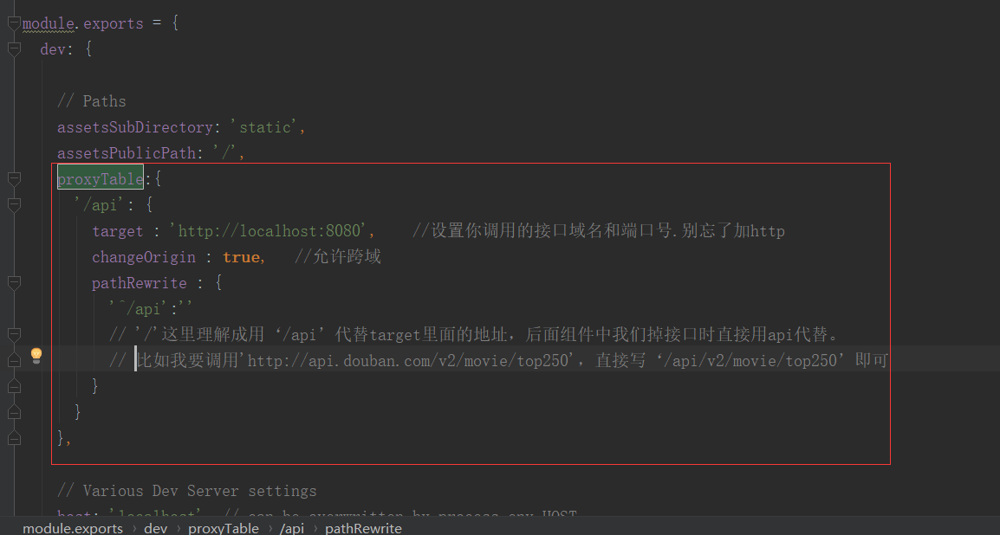 module.exports = {
dev: {
// Paths
assetsSubDirectory: 'static',
assetsPublicPath: '/',
proxyTable:{
'/api': {
target : 'http://localhost:8080', //设置你调用的接口域名和端口号.别忘了加http
changeOrigin : true, //允许跨域
pathRewrite : {
'^/api':''
// '/'这里理解成用‘/api’代替target里面的地址，后面组件中我们掉接口时直接用api代替。
// 比如我要调用'http://api.douban.com/v2/movie/top250'，直接写‘/api/v2/movie/top250’即可
}
}
},
// Various Dev Server settings
host: 'localhost', // can be overwritten by process.env.HOST
module.exports › dev › proxyTable › /api › pathRewrite